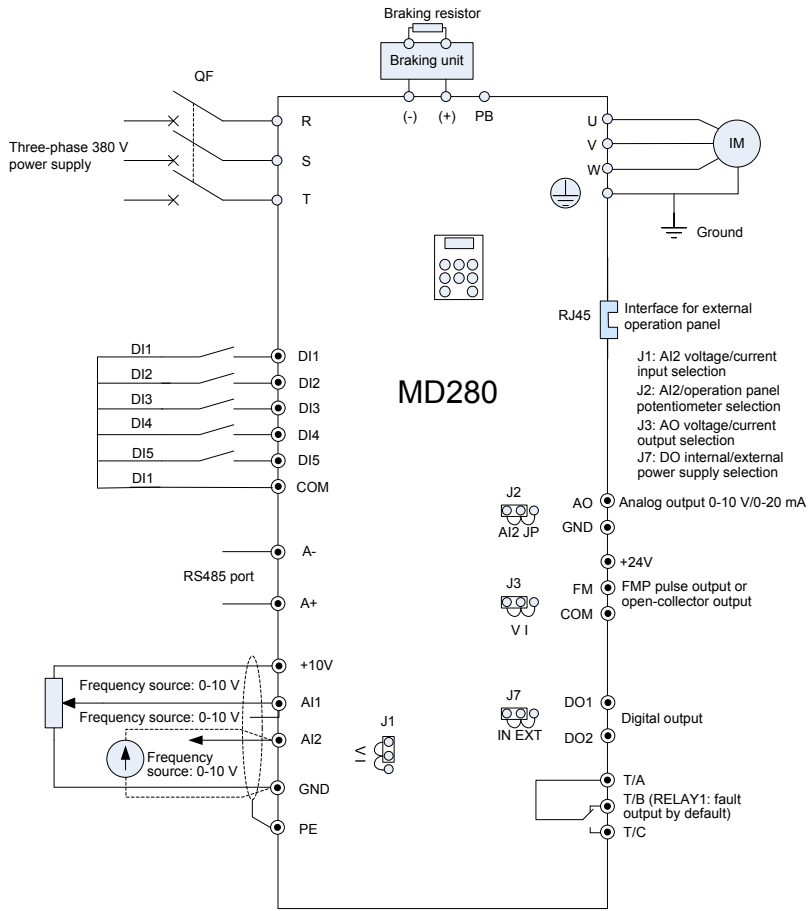 Braking resistor
Braking unit
QF
(-)
(+)
PB
R
S
T
Three-phase 380 V
power supply
U
V
W
IM
Ground
RJ45
Interface for external
operation panel
J1: AI2 voltage/current
input selection
J2: AI2/operation panel
potentiometer selection
J3: AO voltage/current
output selection
J7: DO internal/external
power supply selection
MD280
DI1
DI1
DI2
DI2
DI3
DI3
DI4
DI4
DI5
DI5
DI1
COM
J2
AI2 JP
AO
Analog output 0-10 V/0-20 mA
GND
A-
RS485 port
A+
+24V
J3
V I
FM
FMP pulse output or
open-collector output
COM
+10V
Frequency source: 0-10 V
AI1
Frequency source: 0-10 V
AI2
Frequency
source: 0-10 V
GND
PE
J1
V I
J7
IN EXT
DO1
Digital output
DO2
T/A
T/B (RELAY1: fault
output by default)
T/C